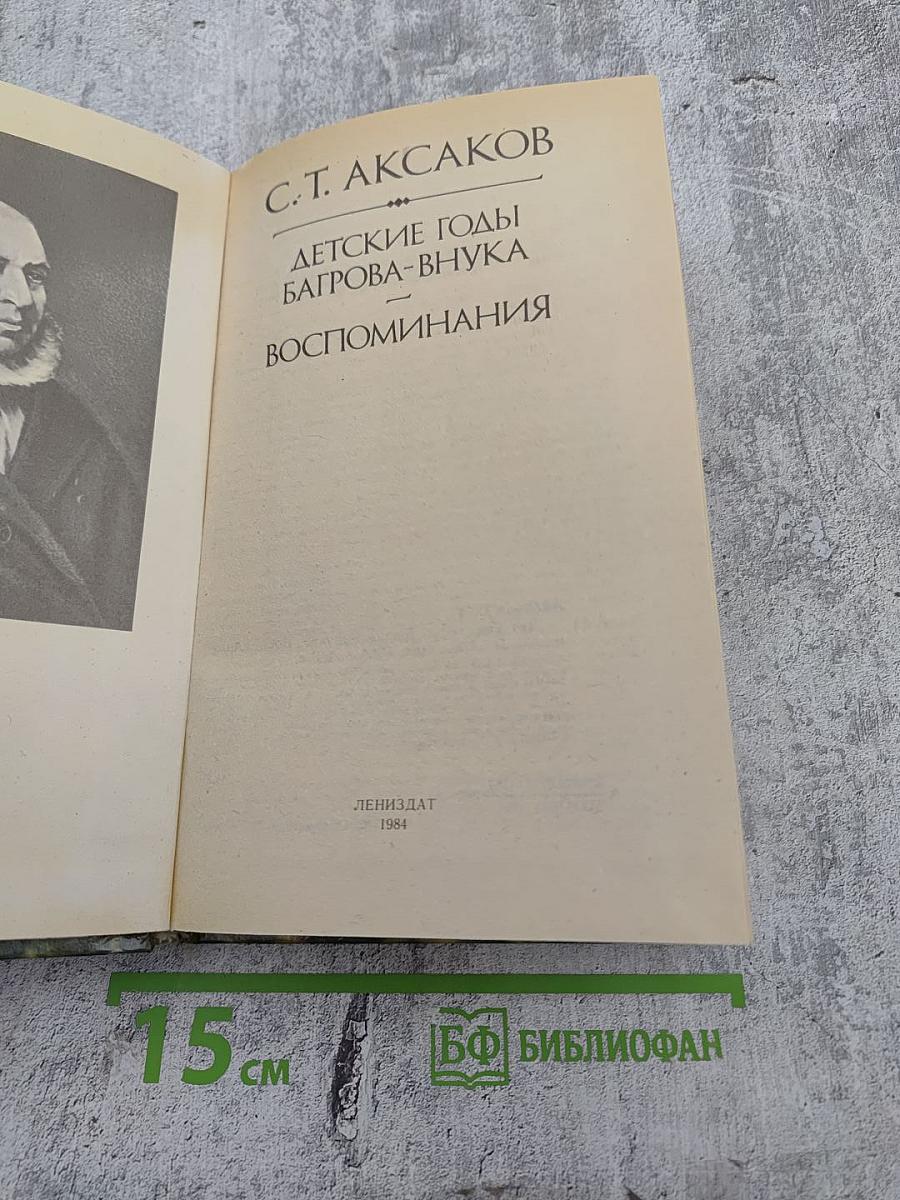 С. Т. АКСАКОВ
ДЕТСКИЕ ГОДЫ
БАГРОВА-ВНУКА
ВОСПОМИНАНИЯ
ЛЕНИЗДАТ
1984
15 см
БФ БИБЛИОФАН